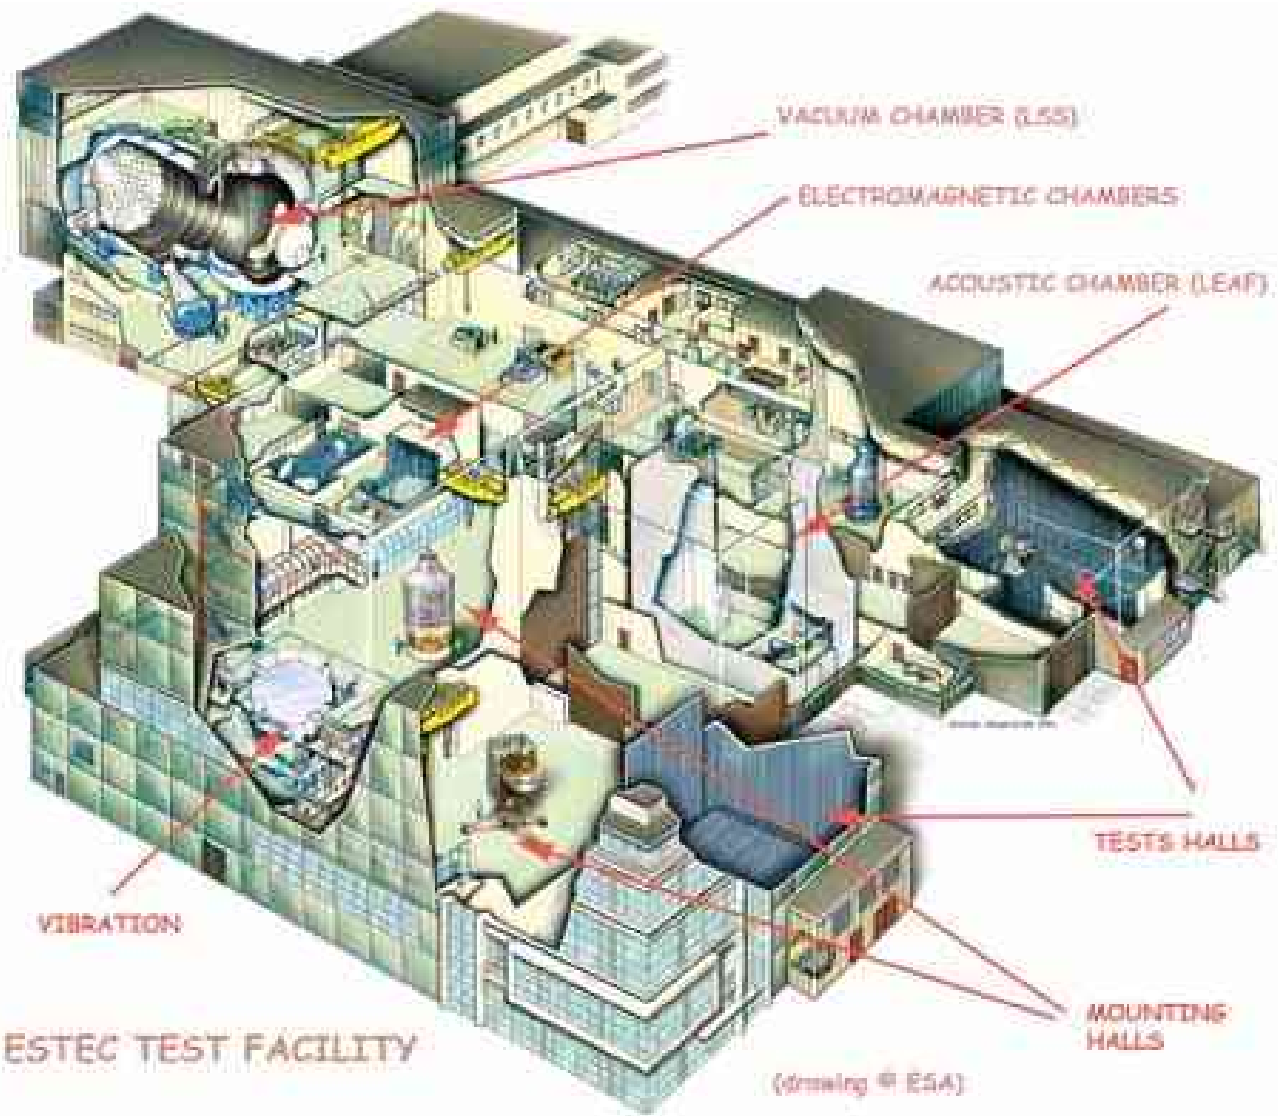 VACUUM CHAMBER (LSS)
ELECTROMAGNETIC CHAMBERS
ACOUSTIC CHAMBER (LEAF)
TESTS HALLS
VIBRATION
MOUNTING
HALLS
ESTEC TEST FACILITY
(drawing © ESA)